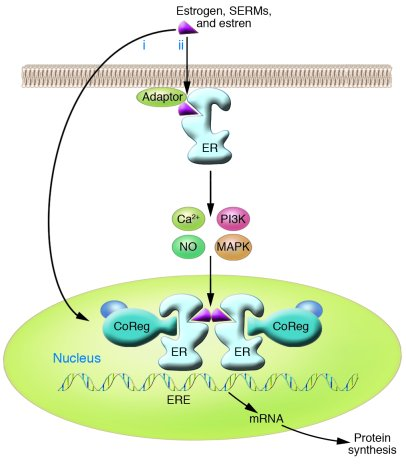 Estrogen, SERMs,
and estren
i ii
Adaptor
ER
Ca²⁺ PI3K
NO MAPK
CoReg CoReg
ER ER
Nucleus
ERE
mRNA
Protein
synthesis